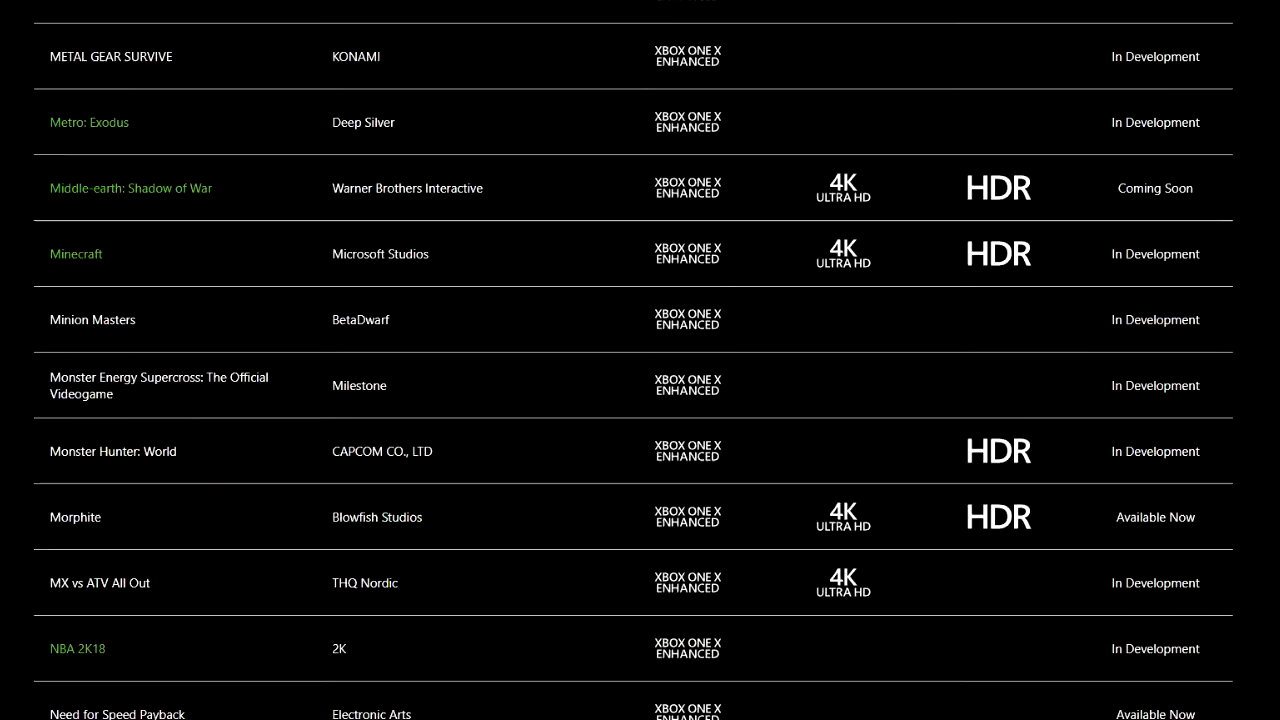 METAL GEAR SURVIVE KONAMI XBOX ONE X In Development
ENHANCED
Metro: Exodus Deep Silver XBOX ONE X In Development
ENHANCED
Middle-earth: Shadow of War Warner Brothers Interactive XBOX ONE X 4K HDR Coming Soon
ENHANCED ULTRA HD
Minecraft Microsoft Studios XBOX ONE X 4K HDR In Development
ENHANCED ULTRA HD
Minion Masters BetaDwarf XBOX ONE X In Development
ENHANCED
Monster Energy Supercross: The Official Milestone XBOX ONE X In Development
Videogame ENHANCED
Monster Hunter: World CAPCOM CO., LTD XBOX ONE X HDR In Development
ENHANCED
Morphite Blowfish Studios XBOX ONE X 4K HDR Available Now
ENHANCED ULTRA HD
MX vs ATV All Out THQ Nordic XBOX ONE X 4K In Development
ENHANCED ULTRA HD
NBA 2K18 2K XBOX ONE X In Development
ENHANCED
Need for Speed Payback Electronic Arts XBOX ONE X Available Now
ENHANCED